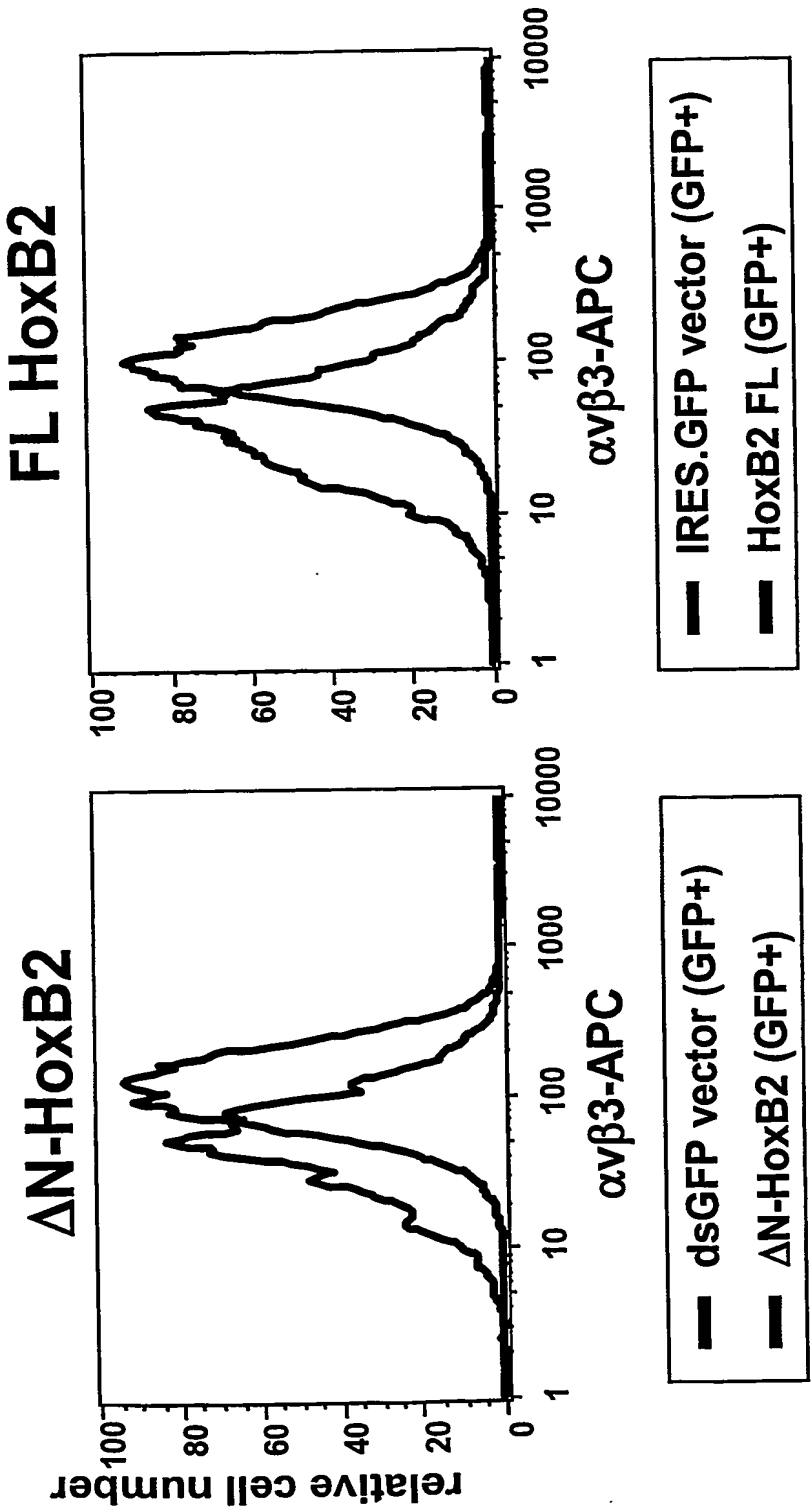 ΔN-HoxB2
relative cell number
100
80
60
40
20
0
1
10
100
1000
10000
αvβ3-APC
dsGFP vector (GFP+)
ΔN-HoxB2 (GFP+)
FL HoxB2
100
80
60
40
20
0
1
10
100
1000
10000
αvβ3-APC
IRES.GFP vector (GFP+)
HoxB2 FL (GFP+)